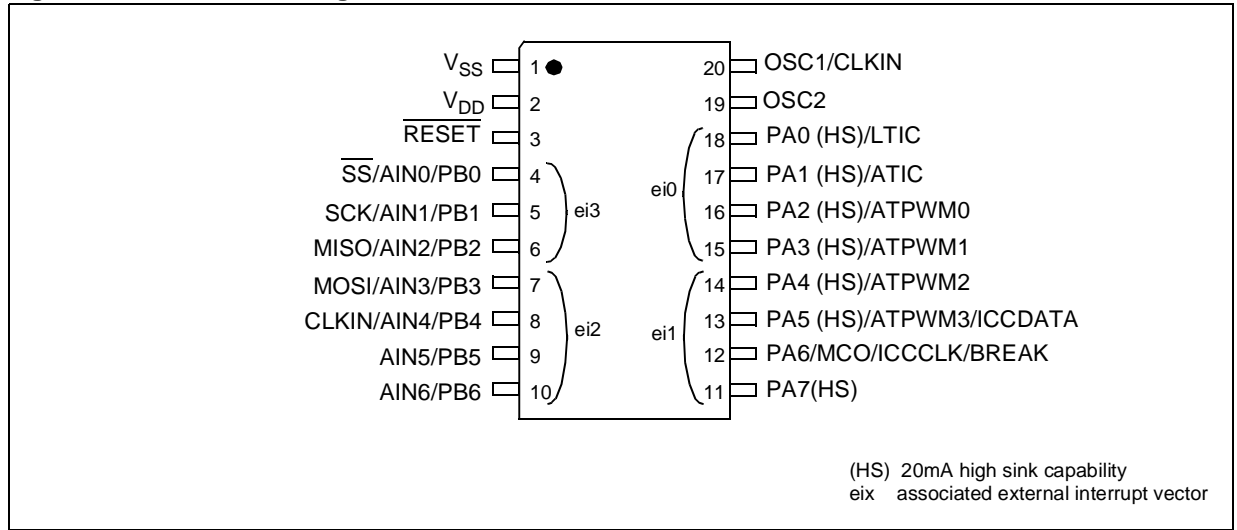 V_SS 1 20 OSC1/CLKIN
V_DD 2 19 OSC2
RESET 3 18 PA0 (HS)/LTIC
SS/AIN0/PB0 4 17 PA1 (HS)/ATIC
ei0
SCK/AIN1/PB1 5 ei3 16 PA2 (HS)/ATPWM0
MISO/AIN2/PB2 6 15 PA3 (HS)/ATPWM1
MOSI/AIN3/PB3 7 14 PA4 (HS)/ATPWM2
CLKIN/AIN4/PB4 8 ei2 ei1 13 PA5 (HS)/ATPWM3/ICCDATA
AIN5/PB5 9 12 PA6/MCO/ICCCLK/BREAK
AIN6/PB6 10 11 PA7(HS)
(HS) 20mA high sink capability
eix associated external interrupt vector